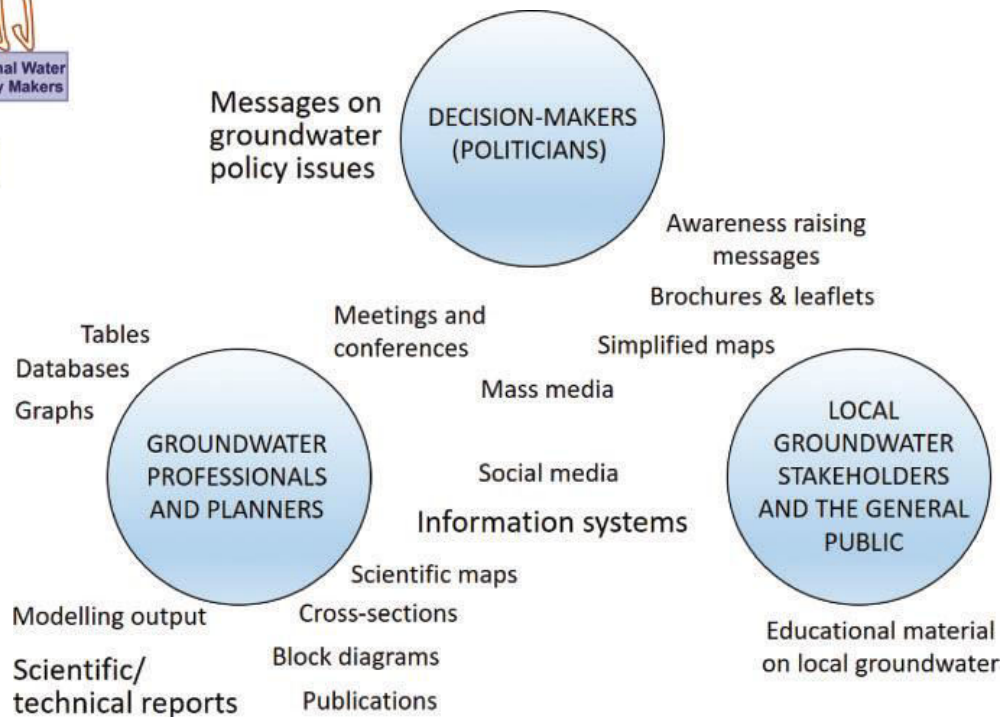 nal Water
y Makers
Messages on
groundwater
policy issues
DECISION-MAKERS
(POLITICIANS)
Awareness raising
messages
Brochures & leaflets
Simplified maps
Meetings and
conferences
Mass media
Tables
Databases
Graphs
GROUNDWATER
PROFESSIONALS
AND PLANNERS
LOCAL
GROUNDWATER
STAKEHOLDERS
AND THE GENERAL
PUBLIC
Social media
Information systems
Scientific maps
Cross-sections
Block diagrams
Publications
Modelling output
Scientific/
technical reports
Educational material
on local groundwater